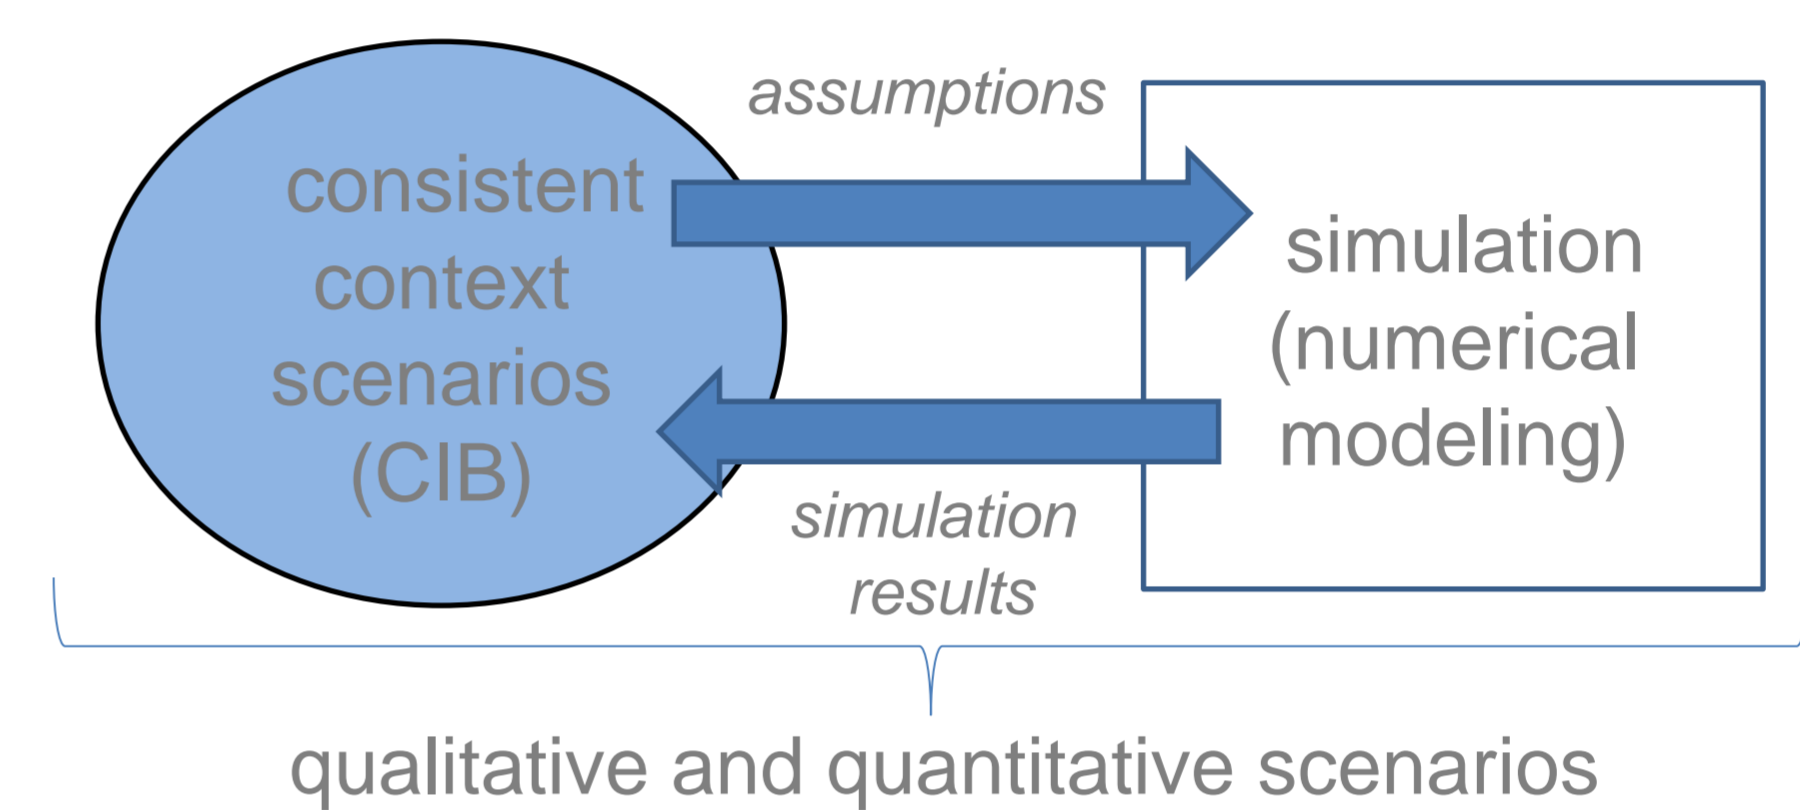 consistent
context
scenarios
(CIB)
assumptions
simulation
results
simulation
(numerical
modeling)
qualitative and quantitative scenarios